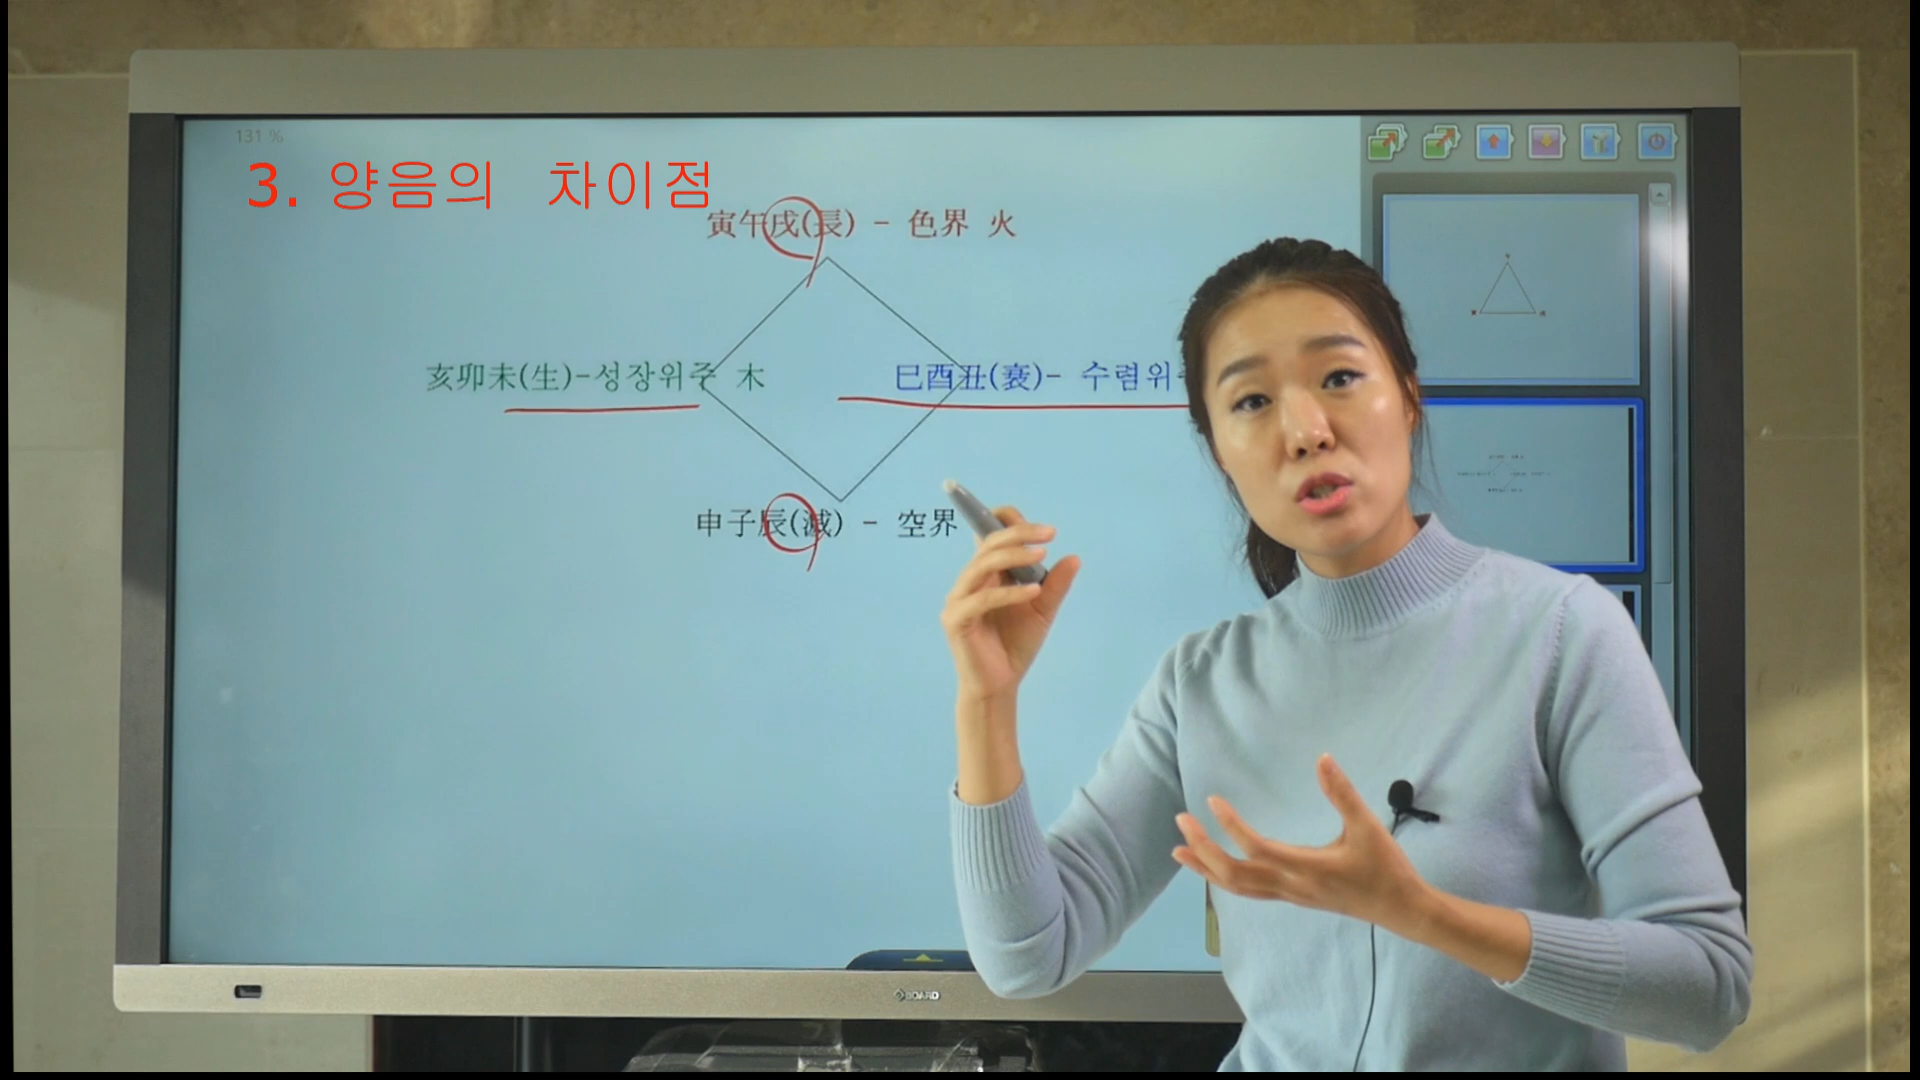 131 %
3. 양음의 차이점
寅午戌(長) - 色界 火
亥卯未(生)-성장위주 木
巳酉丑(衰)- 수렴위
申子辰(滅) - 空界